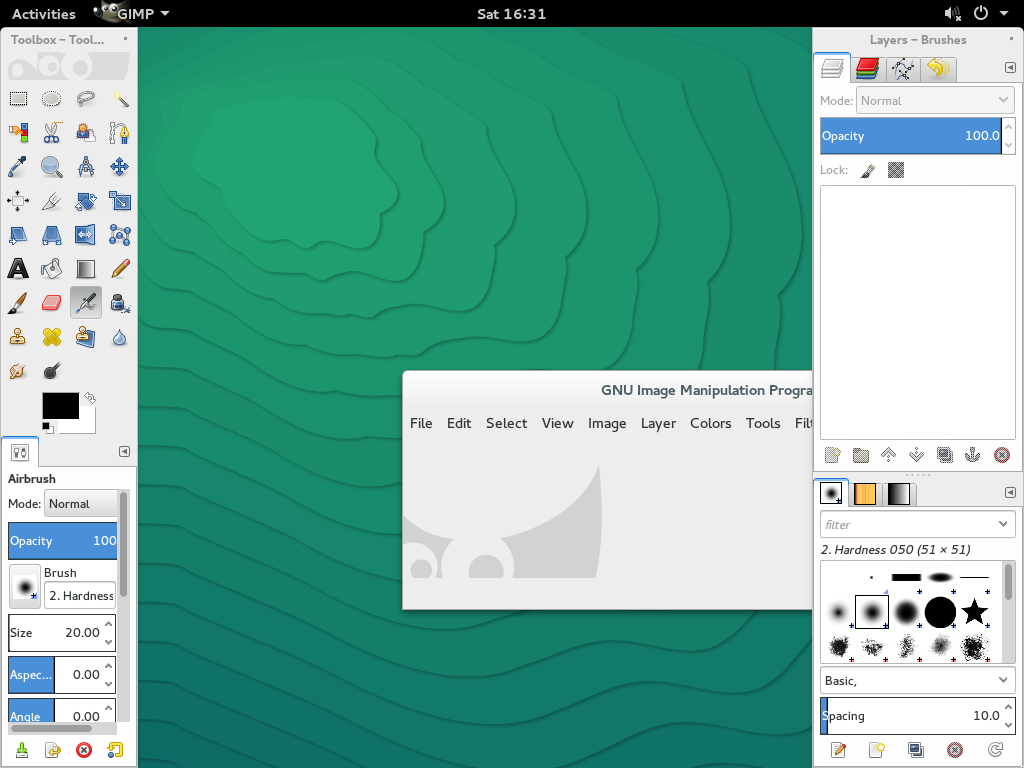 Activities
GIMP
Sat 16:31
Toolbox – Tool...
Airbrush
Mode: Normal
Opacity 100
Brush
2. Hardness
Size 20.00
Aspec... 0.00
Angle 0.00
GNU Image Manipulation Progra
File Edit Select View Image Layer Colors Tools Filt
Layers – Brushes
Mode: Normal
Opacity 100.0
Lock:
filter
2. Hardness 050 (51 × 51)
Basic,
Spacing 10.0